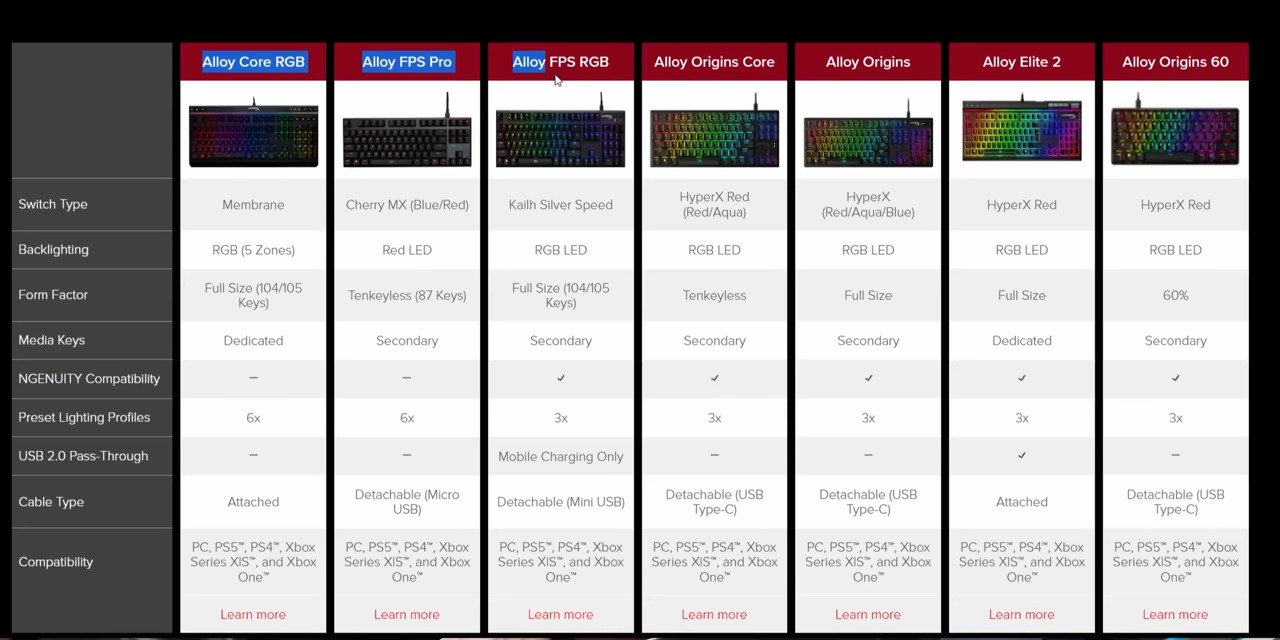 Alloy Core RGB Alloy FPS Pro Alloy FPS RGB Alloy Origins Core Alloy Origins Alloy Elite 2 Alloy Origins 60
Switch Type Membrane Cherry MX (Blue/Red) Kailh Silver Speed HyperX Red (Red/Aqua) HyperX (Red/Aqua/Blue) HyperX Red HyperX Red
Backlighting RGB (5 Zones) Red LED RGB LED RGB LED RGB LED RGB LED RGB LED
Form Factor Full Size (104/105 Keys) Tenkeyless (87 Keys) Full Size (104/105 Keys) Tenkeyless Full Size Full Size 60%
Media Keys Dedicated Secondary Secondary Secondary Secondary Dedicated Secondary
NGENUITY Compatibility – – ✓ ✓ ✓ ✓ ✓
Preset Lighting Profiles 6x 6x 3x 3x 3x 3x 3x
USB 2.0 Pass-Through – – Mobile Charging Only – – ✓ –
Cable Type Attached Detachable (Micro USB) Detachable (Mini USB) Detachable (USB Type-C) Detachable (USB Type-C) Attached Detachable (USB Type-C)
Compatibility PC, PS5™, PS4™, Xbox Series X|S™, and Xbox One™ PC, PS5™, PS4™, Xbox Series X|S™, and Xbox One™ PC, PS5™, PS4™, Xbox Series X|S™, and Xbox One™ PC, PS5™, PS4™, Xbox Series X|S™, and Xbox One™ PC, PS5™, PS4™, Xbox Series X|S™, and Xbox One™ PC, PS5™, PS4™, Xbox Series X|S™, and Xbox One™ PC, PS5™, PS4™, Xbox Series X|S™, and Xbox One™
Learn more Learn more Learn more Learn more Learn more Learn more Learn more